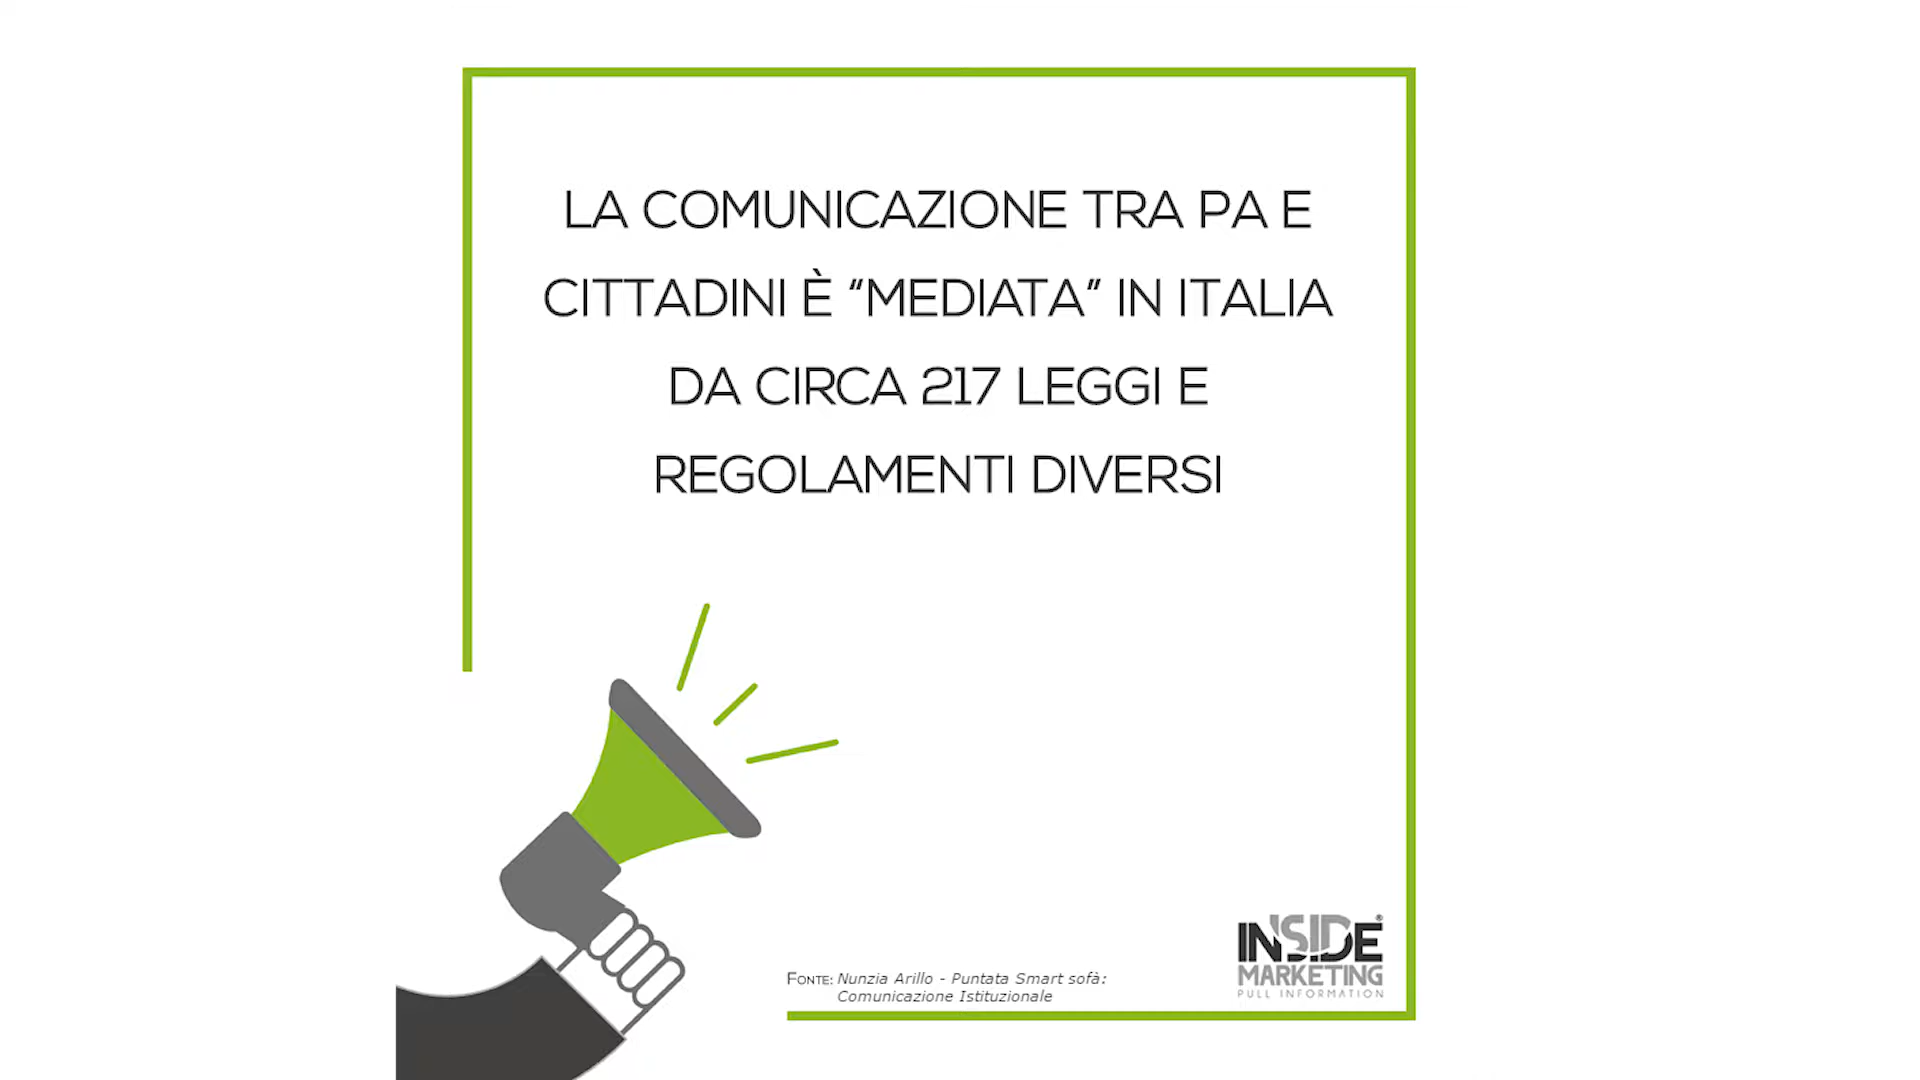 LA COMUNICAZIONE TRA PA E
CITTADINI È “MEDIATA” IN ITALIA
DA CIRCA 217 LEGGI E
REGOLAMENTI DIVERSI
FONTE: Nunzia Arillo - Puntata Smart sofà:
Comunicazione Istituzionale
INSIDE®
MARKETING
PULL INFORMATION